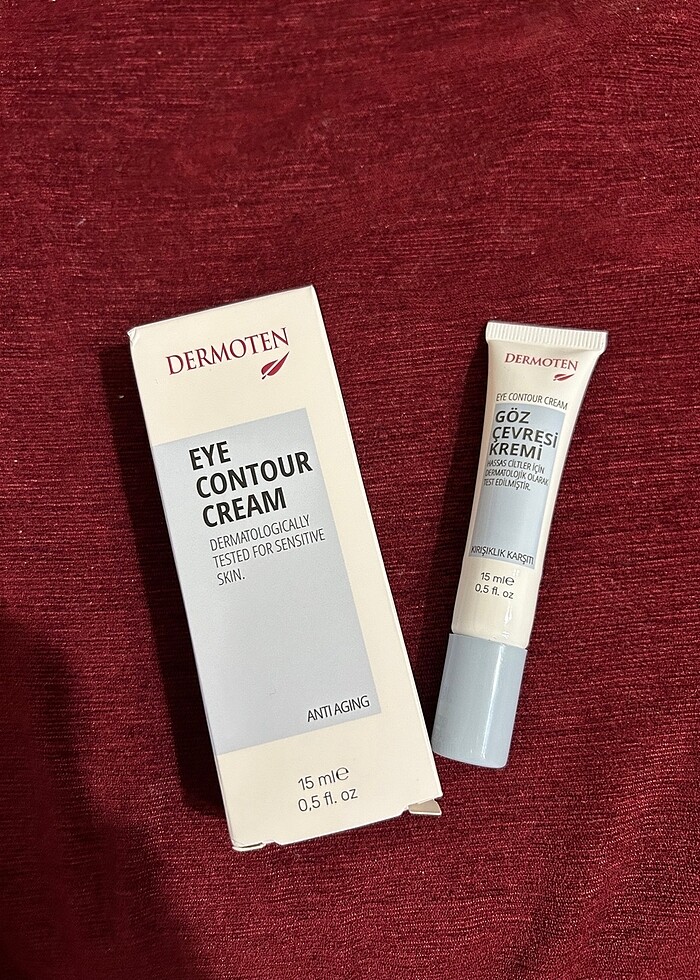 DERMOTEN
EYE
CONTOUR
CREAM
DERMATOLOGICALLY
TESTED FOR SENSITIVE
SKIN.
ANTI AGING
15 ml℮
0,5 fl. oz
DERMOTEN
EYE CONTOUR CREAM
GÖZ
ÇEVRESİ
KREMİ
HASSAS CİLTLER İÇİN
DERMATOLOJİK OLARAK
TEST EDİLMİŞTİR.
KIRIŞIKLIK KARŞITI
15 ml℮
0.5 fl. oz